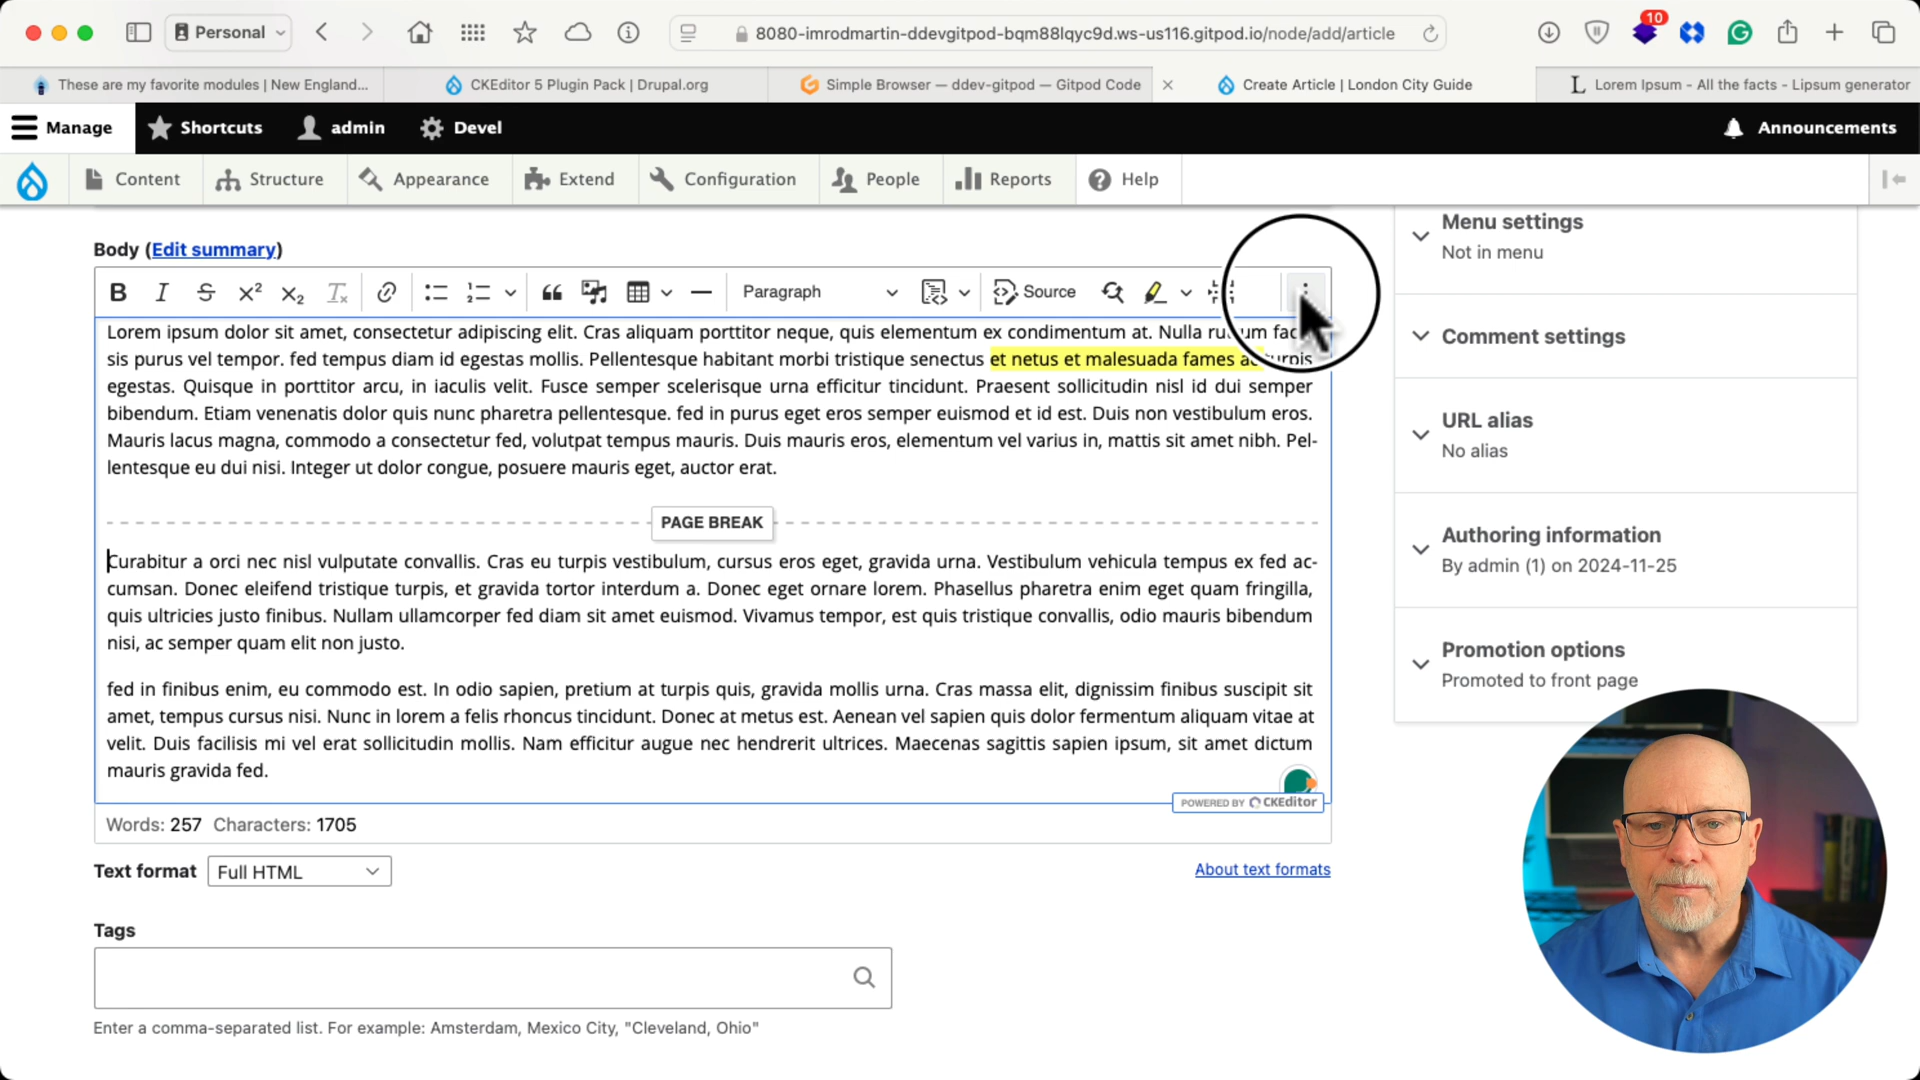 Personal
8080-imrodmartin-ddevgitpod-bqm88lqyc9d.ws-us116.gitpod.io/node/add/article
10
These are my favorite modules | New England...
CKEditor 5 Plugin Pack | Drupal.org
Simple Browser — ddev-gitpod — Gitpod Code
Create Article | London City Guide
Lorem Ipsum - All the facts - Lipsum generator
Manage
Shortcuts
admin
Devel
Announcements
Content
Structure
Appearance
Extend
Configuration
People
Reports
Help
Body (Edit summary)
Paragraph
Source
Lorem ipsum dolor sit amet, consectetur adipiscing elit. Cras aliquam porttitor neque, quis elementum ex condimentum at. Nulla
sis purus vel tempor. fed tempus diam id egestas mollis. Pellentesque habitant morbi tristique senectus et netus et malesuada fames ac turpis
egestas. Quisque in porttitor arcu, in iaculis velit. Fusce semper scelerisque urna efficitur tincidunt. Praesent sollicitudin nisl id dui semper
bibendum. Etiam venenatis dolor quis nunc pharetra pellentesque. fed in purus eget eros semper euismod et id est. Duis non vestibulum eros.
Mauris lacus magna, commodo a consectetur fed, volutpat tempus mauris. Duis mauris eros, elementum vel varius in, mattis sit amet nibh. Pel-
lentesque eu dui nisi. Integer ut dolor congue, posuere mauris eget, auctor erat.
PAGE BREAK
Curabitur a orci nec nisl vulputate convallis. Cras eu turpis vestibulum, cursus eros eget, gravida urna. Vestibulum vehicula tempus ex fed ac-
cumsan. Donec eleifend tristique turpis, et gravida tortor interdum a. Donec eget ornare lorem. Phasellus pharetra enim eget quam fringilla,
quis ultricies justo finibus. Nullam ullamcorper fed diam sit amet euismod. Vivamus tempor, est quis tristique convallis, odio mauris bibendum
nisi, ac semper quam elit non justo.
fed in finibus enim, eu commodo est. In odio sapien, pretium at turpis quis, gravida mollis urna. Cras massa elit, dignissim finibus suscipit sit
amet, tempus cursus nisi. Nunc in lorem a felis rhoncus tincidunt. Donec at metus est. Aenean vel sapien quis dolor fermentum aliquam vitae at
velit. Duis facilisis mi vel erat sollicitudin mollis. Nam efficitur augue nec hendrerit ultrices. Maecenas sagittis sapien ipsum, sit amet dictum
mauris gravida fed.
POWERED BY CKEditor
Words: 257 Characters: 1705
Text format
Full HTML
About text formats
Tags
Enter a comma-separated list. For example: Amsterdam, Mexico City, "Cleveland, Ohio"
Menu settings
Not in menu
Comment settings
URL alias
No alias
Authoring information
By admin (1) on 2024-11-25
Promotion options
Promoted to front page